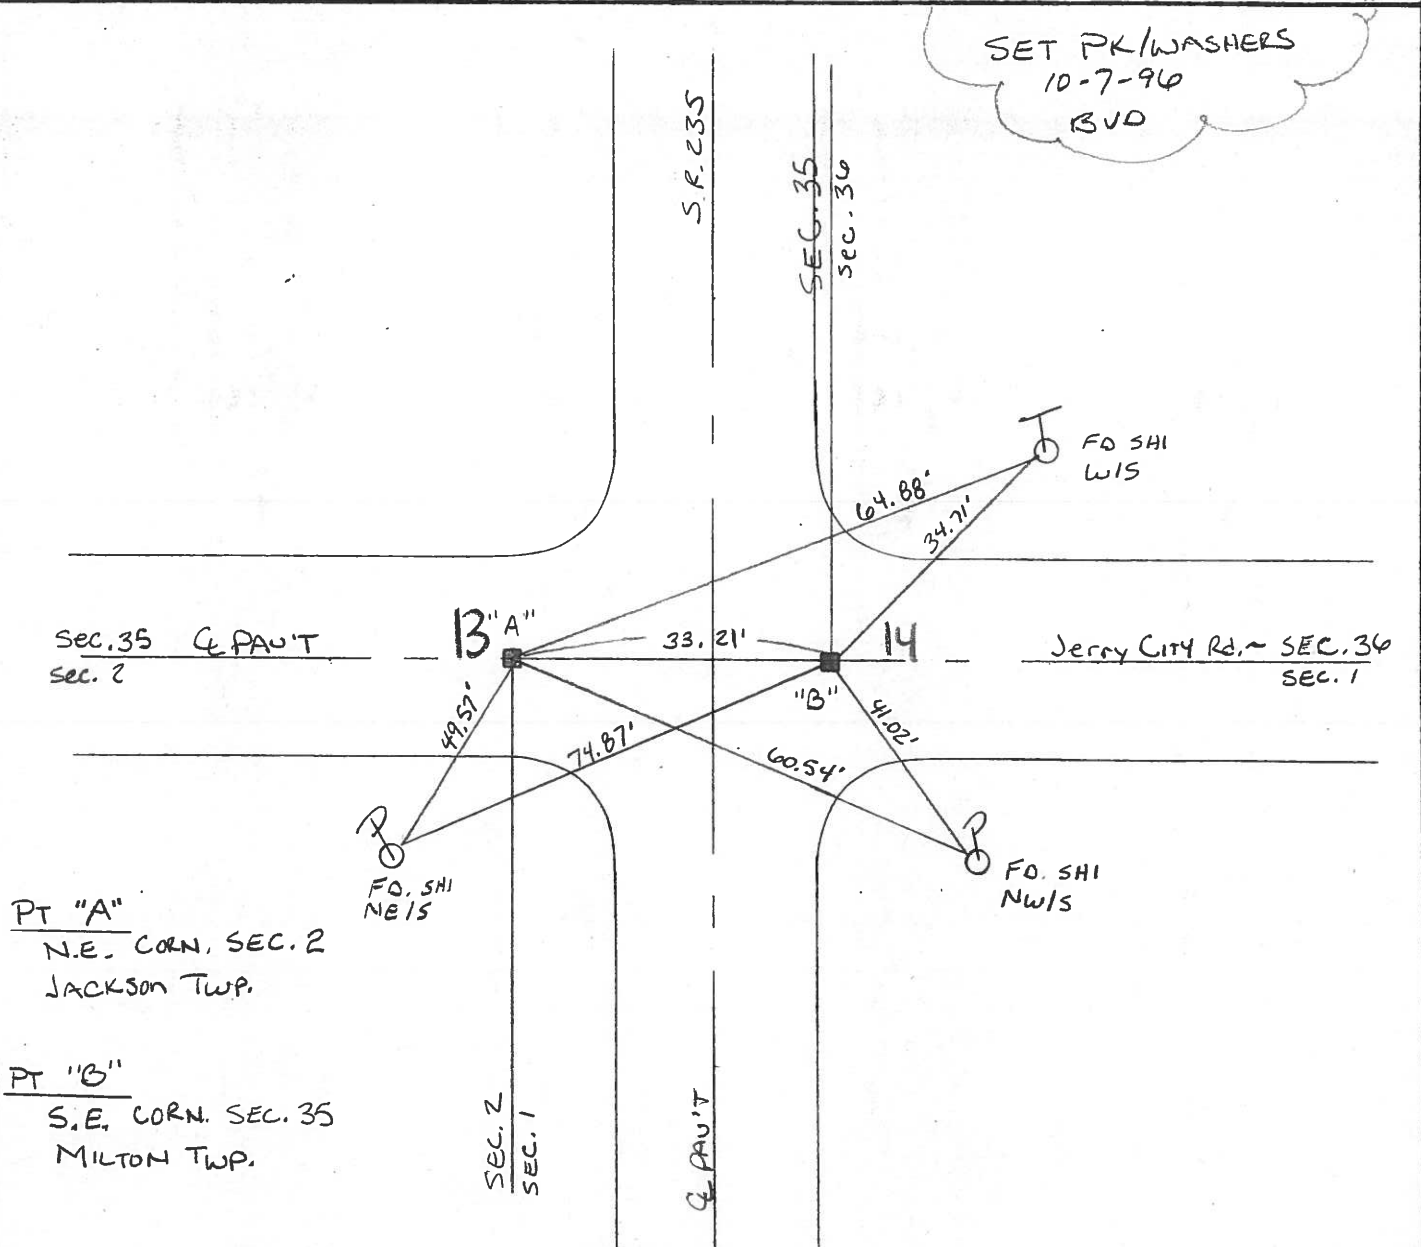 SET PK/WASHERS
10-7-96
BVD
S.R. 235
SEC. 35
SEC. 36
FD SHI
W/S
64.88'
34.71'
13 "A"
33.21'
14
SEC. 35 ℄ PAV'T
SEC. 2
Jerry City Rd. ~ SEC. 36
SEC. 1
"B"
49.57'
74.87'
60.54'
41.02'
FD. SHI
NE/S
FD. SHI
NW/S
PT "A"
N.E. CORN. SEC. 2
JACKSON TWP.
PT "B"
S.E. CORN. SEC. 35
MILTON TWP.
SEC. 2
SEC. 1
℄ PAV'T